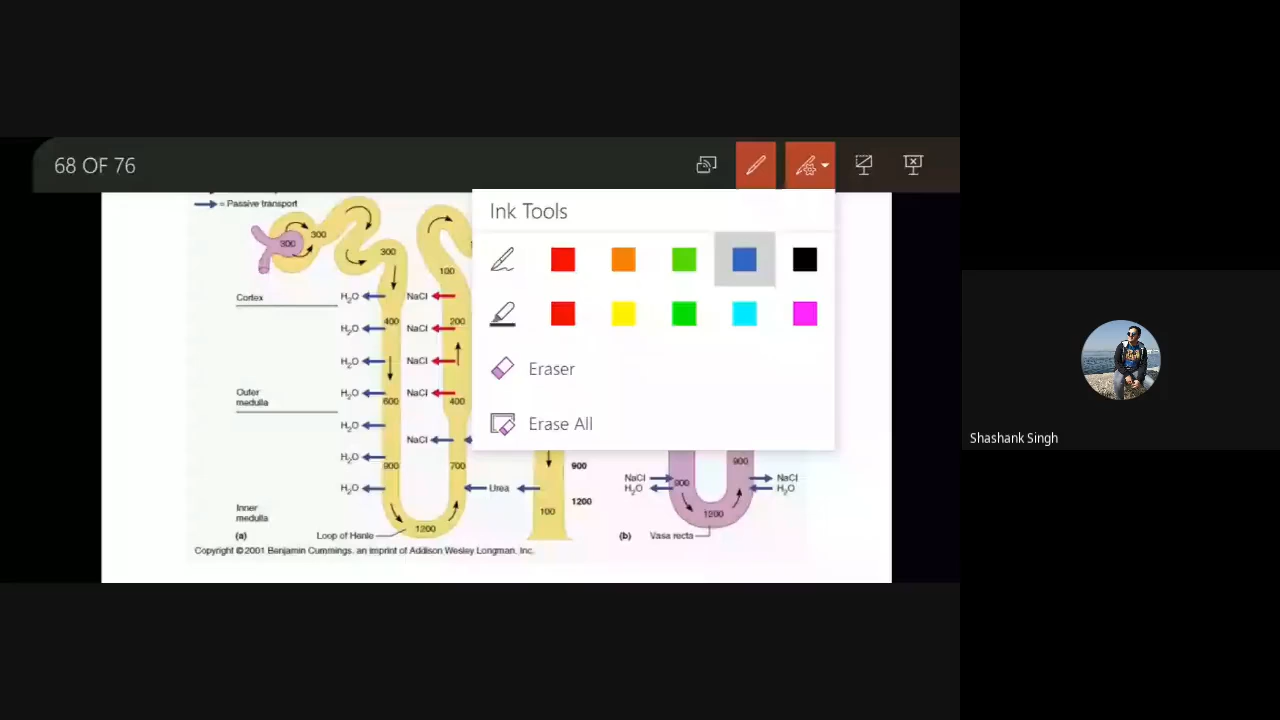 68 OF 76
= Passive transport
Ink Tools
Eraser
Erase All
300
300
300
100
Cortex
H2O
NaCl
400
200
H2O
NaCl
H2O
NaCl
Outer
medulla
H2O
NaCl
600
400
H2O
NaCl
H2O
900
700
900
900
H2O
Urea
1200
NaCl
H2O
900
NaCl
H2O
Inner
medulla
100
1200
1200
(a)
Loop of Henle
(b)
Vasa recta
Copyright © 2001 Benjamin Cummings, an imprint of Addison Wesley Longman, Inc.
Shashank Singh